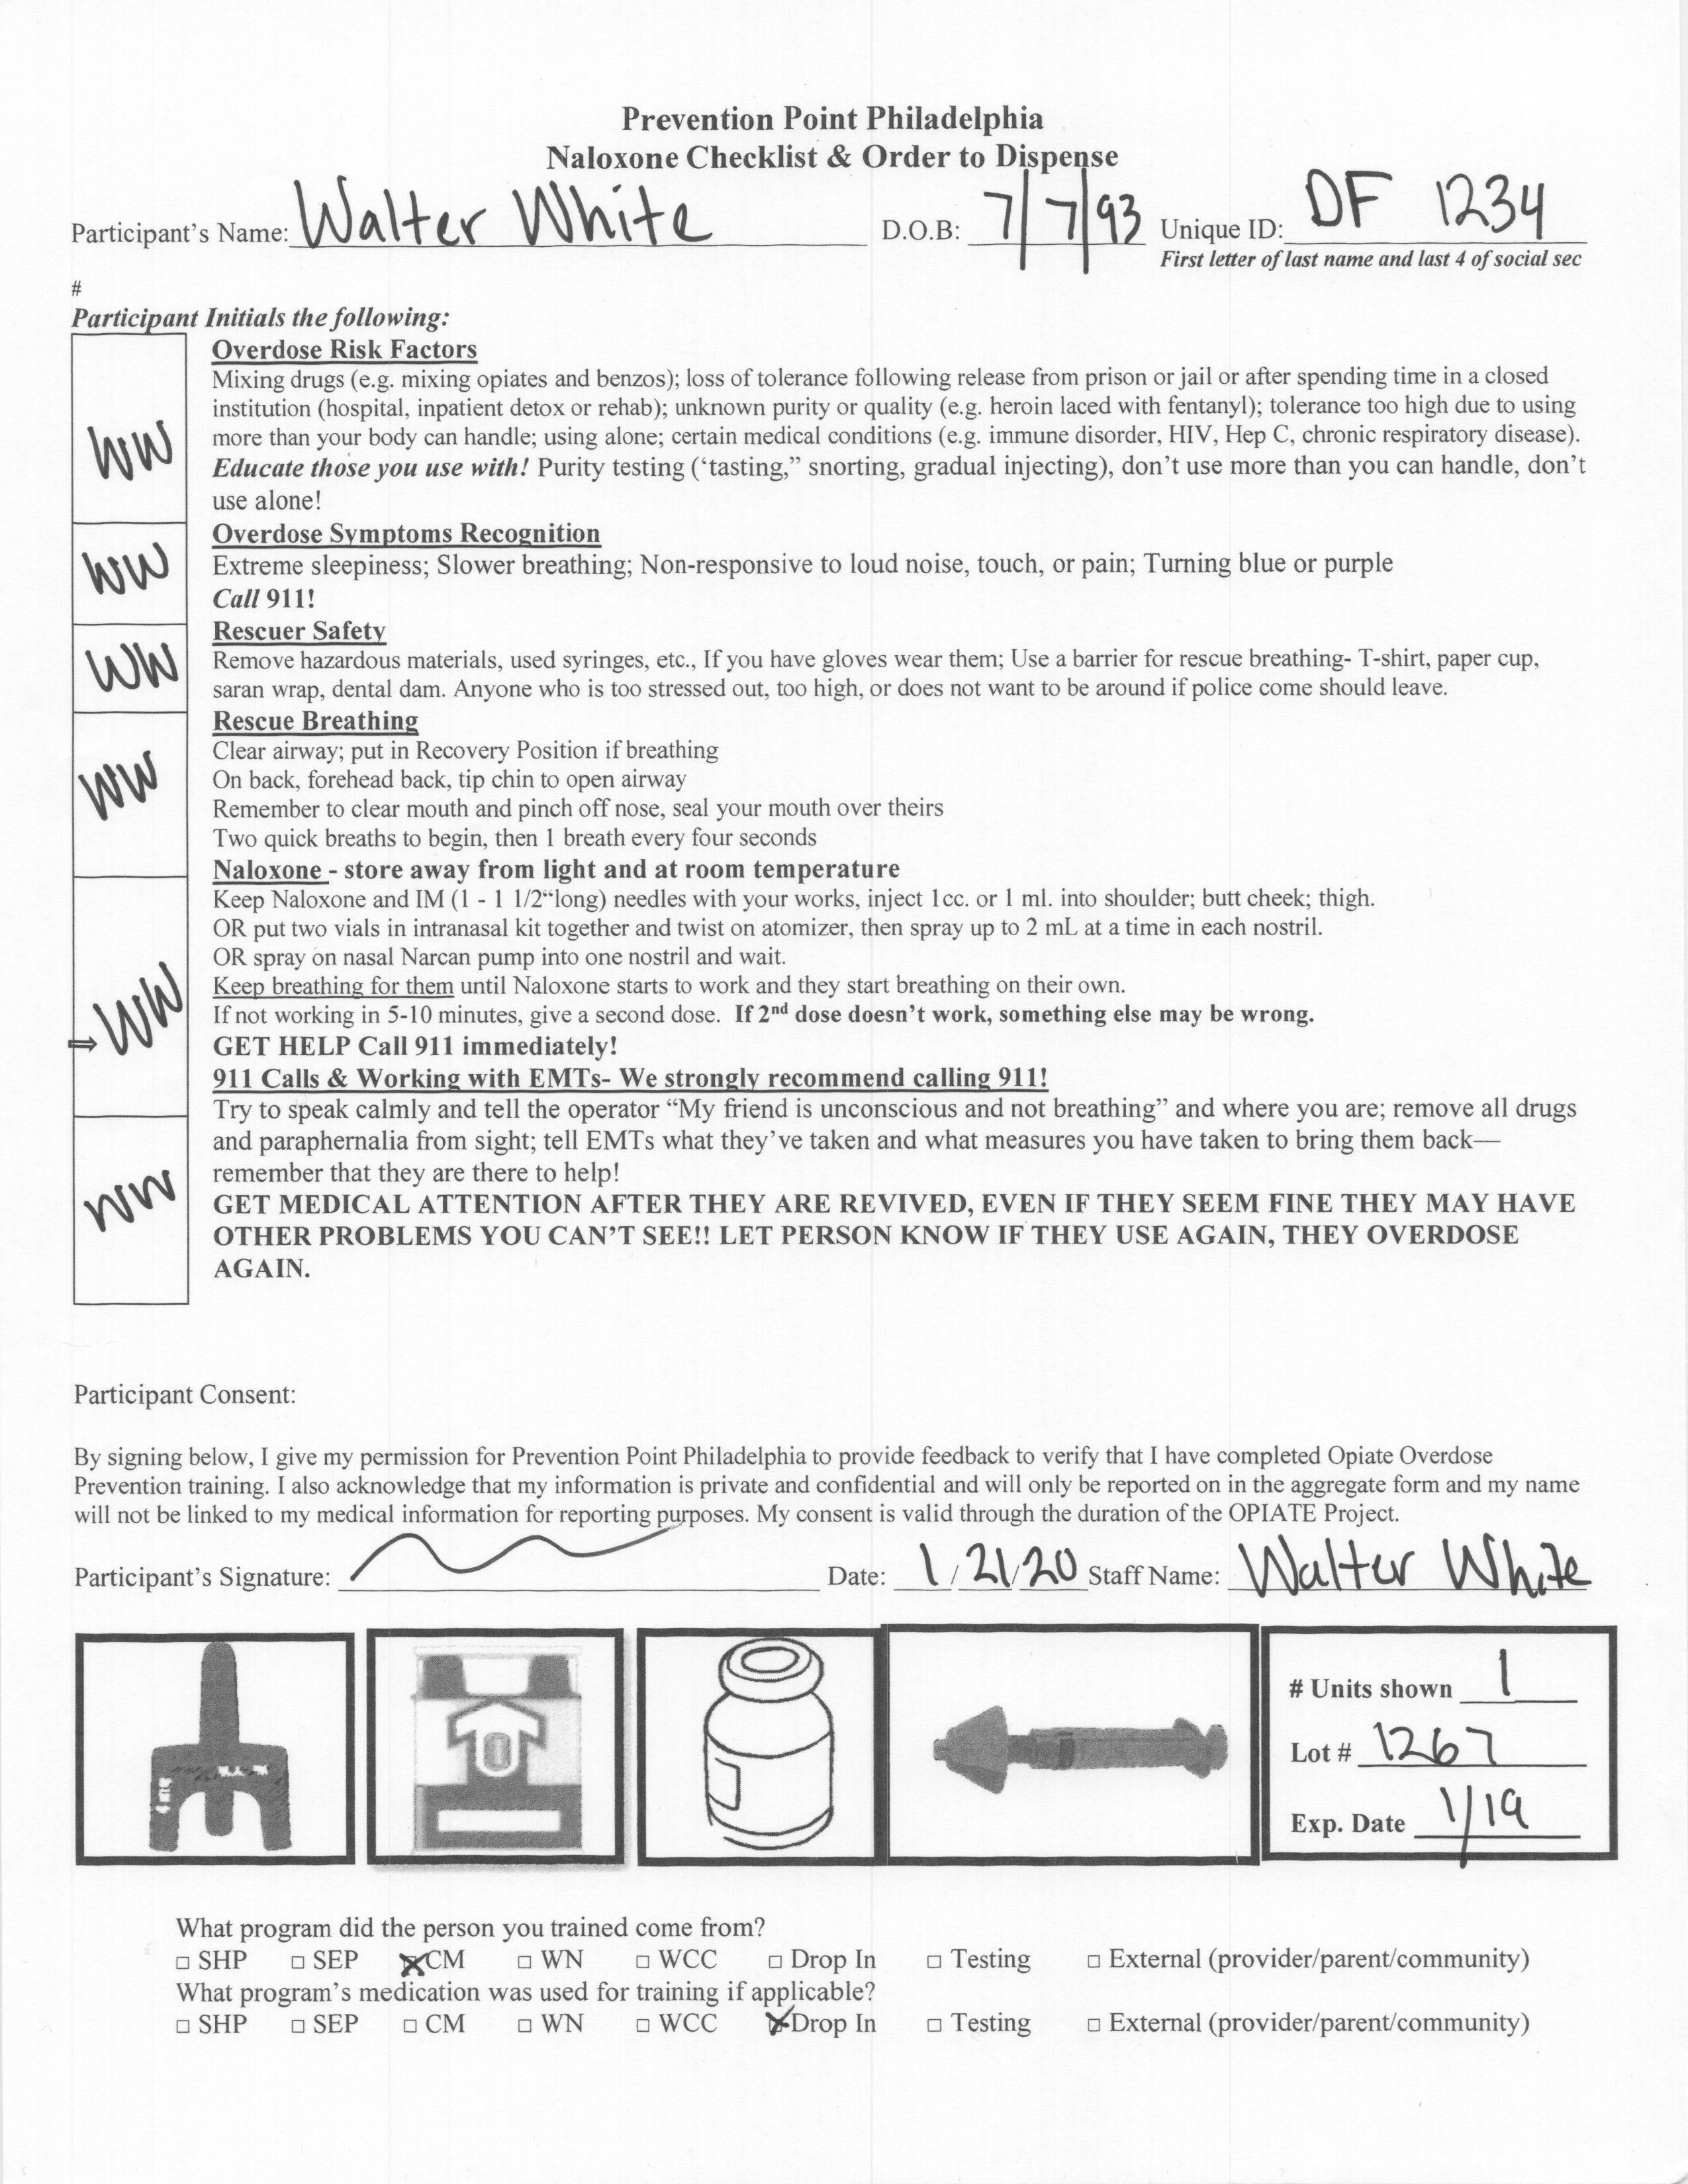 Prevention Point Philadelphia
Naloxone Checklist & Order to Dispense
Participant's Name: Walter White D.O.B: 7/7/93 Unique ID: DF 1234
First letter of last name and last 4 of social sec
#
Participant Initials the following:
Overdose Risk Factors
Mixing drugs (e.g. mixing opiates and benzos); loss of tolerance following release from prison or jail or after spending time in a closed
institution (hospital, inpatient detox or rehab); unknown purity or quality (e.g. heroin laced with fentanyl); tolerance too high due to using
WW more than your body can handle; using alone; certain medical conditions (e.g. immune disorder, HIV, Hep C, chronic respiratory disease).
Educate those you use with! Purity testing (‘tasting,” snorting, gradual injecting), don't use more than you can handle, don't
use alone!
Overdose Symptoms Recognition
WW Extreme sleepiness; Slower breathing; Non-responsive to loud noise, touch, or pain; Turning blue or purple
Call 911!
Rescuer Safety
WW Remove hazardous materials, used syringes, etc., If you have gloves wear them; Use a barrier for rescue breathing- T-shirt, paper cup,
saran wrap, dental dam. Anyone who is too stressed out, too high, or does not want to be around if police come should leave.
Rescue Breathing
Clear airway; put in Recovery Position if breathing
WW On back, forehead back, tip chin to open airway
Remember to clear mouth and pinch off nose, seal your mouth over theirs
Two quick breaths to begin, then 1 breath every four seconds
Naloxone - store away from light and at room temperature
Keep Naloxone and IM (1 - 1 1/2“long) needles with your works, inject 1cc. or 1 ml. into shoulder; butt cheek; thigh.
OR put two vials in intranasal kit together and twist on atomizer, then spray up to 2 mL at a time in each nostril.
OR spray on nasal Narcan pump into one nostril and wait.
Keep breathing for them until Naloxone starts to work and they start breathing on their own.
⇒ WW If not working in 5-10 minutes, give a second dose. If 2nd dose doesn't work, something else may be wrong.
GET HELP Call 911 immediately!
911 Calls & Working with EMTs- We strongly recommend calling 911!
Try to speak calmly and tell the operator “My friend is unconscious and not breathing” and where you are; remove all drugs
and paraphernalia from sight; tell EMTs what they've taken and what measures you have taken to bring them back—
remember that they are there to help!
WW GET MEDICAL ATTENTION AFTER THEY ARE REVIVED, EVEN IF THEY SEEM FINE THEY MAY HAVE
OTHER PROBLEMS YOU CAN'T SEE!! LET PERSON KNOW IF THEY USE AGAIN, THEY OVERDOSE
AGAIN.
Participant Consent:
By signing below, I give my permission for Prevention Point Philadelphia to provide feedback to verify that I have completed Opiate Overdose
Prevention training. I also acknowledge that my information is private and confidential and will only be reported on in the aggregate form and my name
will not be linked to my medical information for reporting purposes. My consent is valid through the duration of the OPIATE Project.
Participant's Signature: Date: 1/21/20 Staff Name: Walter White
# Units shown 1
Lot # 1267
Exp. Date 1/19
What program did the person you trained come from?
□ SHP □ SEP ☒ CM □ WN □ WCC □ Drop In □ Testing □ External (provider/parent/community)
What program's medication was used for training if applicable?
□ SHP □ SEP □ CM □ WN □ WCC ☒ Drop In □ Testing □ External (provider/parent/community)